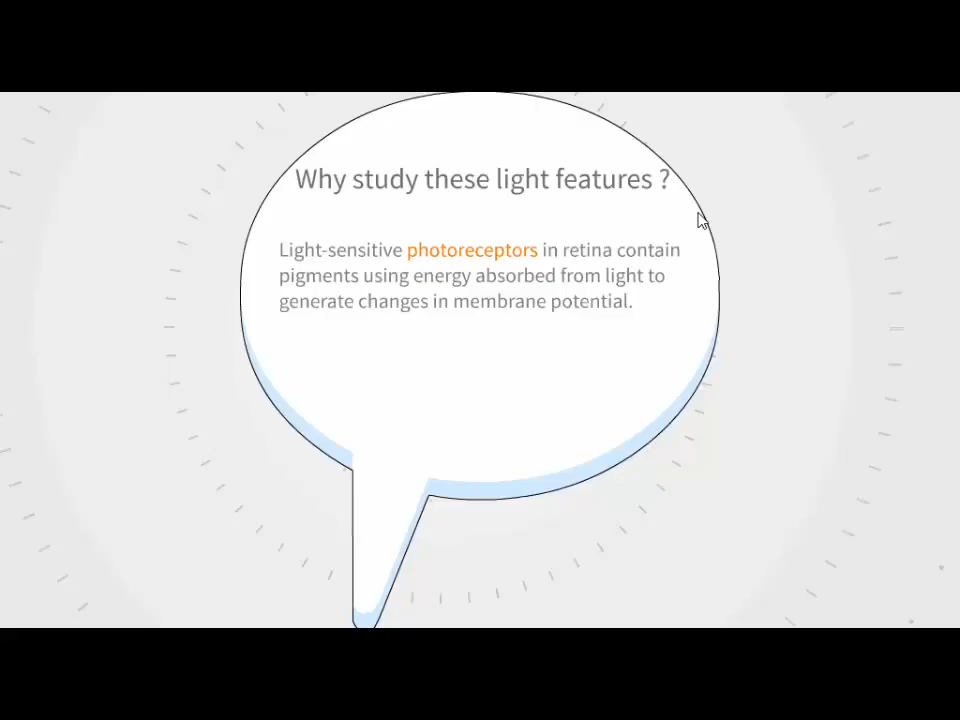 Why study these light features ?
Light-sensitive photoreceptors in retina contain
pigments using energy absorbed from light to
generate changes in membrane potential.